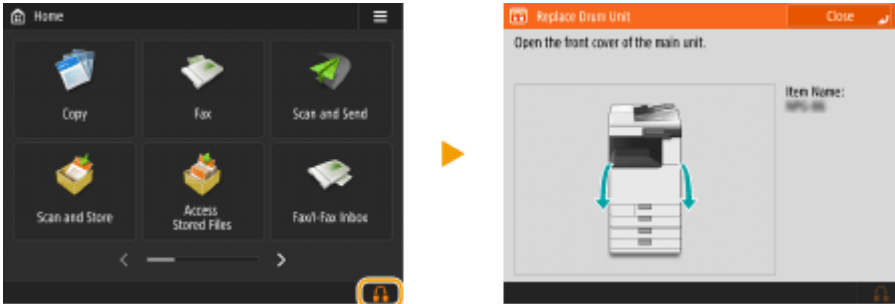 Home
Copy
Fax
Scan and Send
Scan and Store
Access
Stored Files
Fax/I-Fax Inbox
Replace Drum Unit
Close
Open the front cover of the main unit.
Item Name: